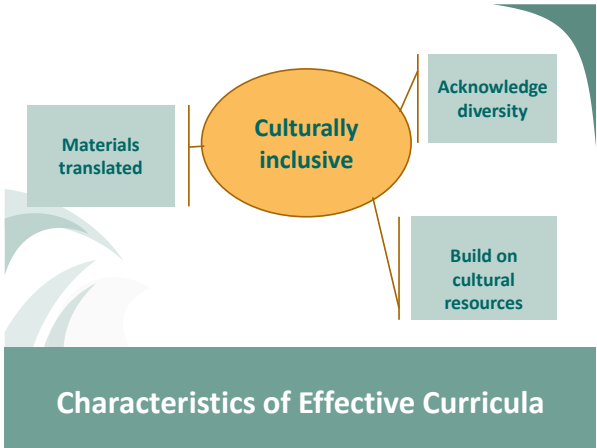 Culturally
inclusive
Materials
translated
Acknowledge
diversity
Build on
cultural
resources
Characteristics of Effective Curricula